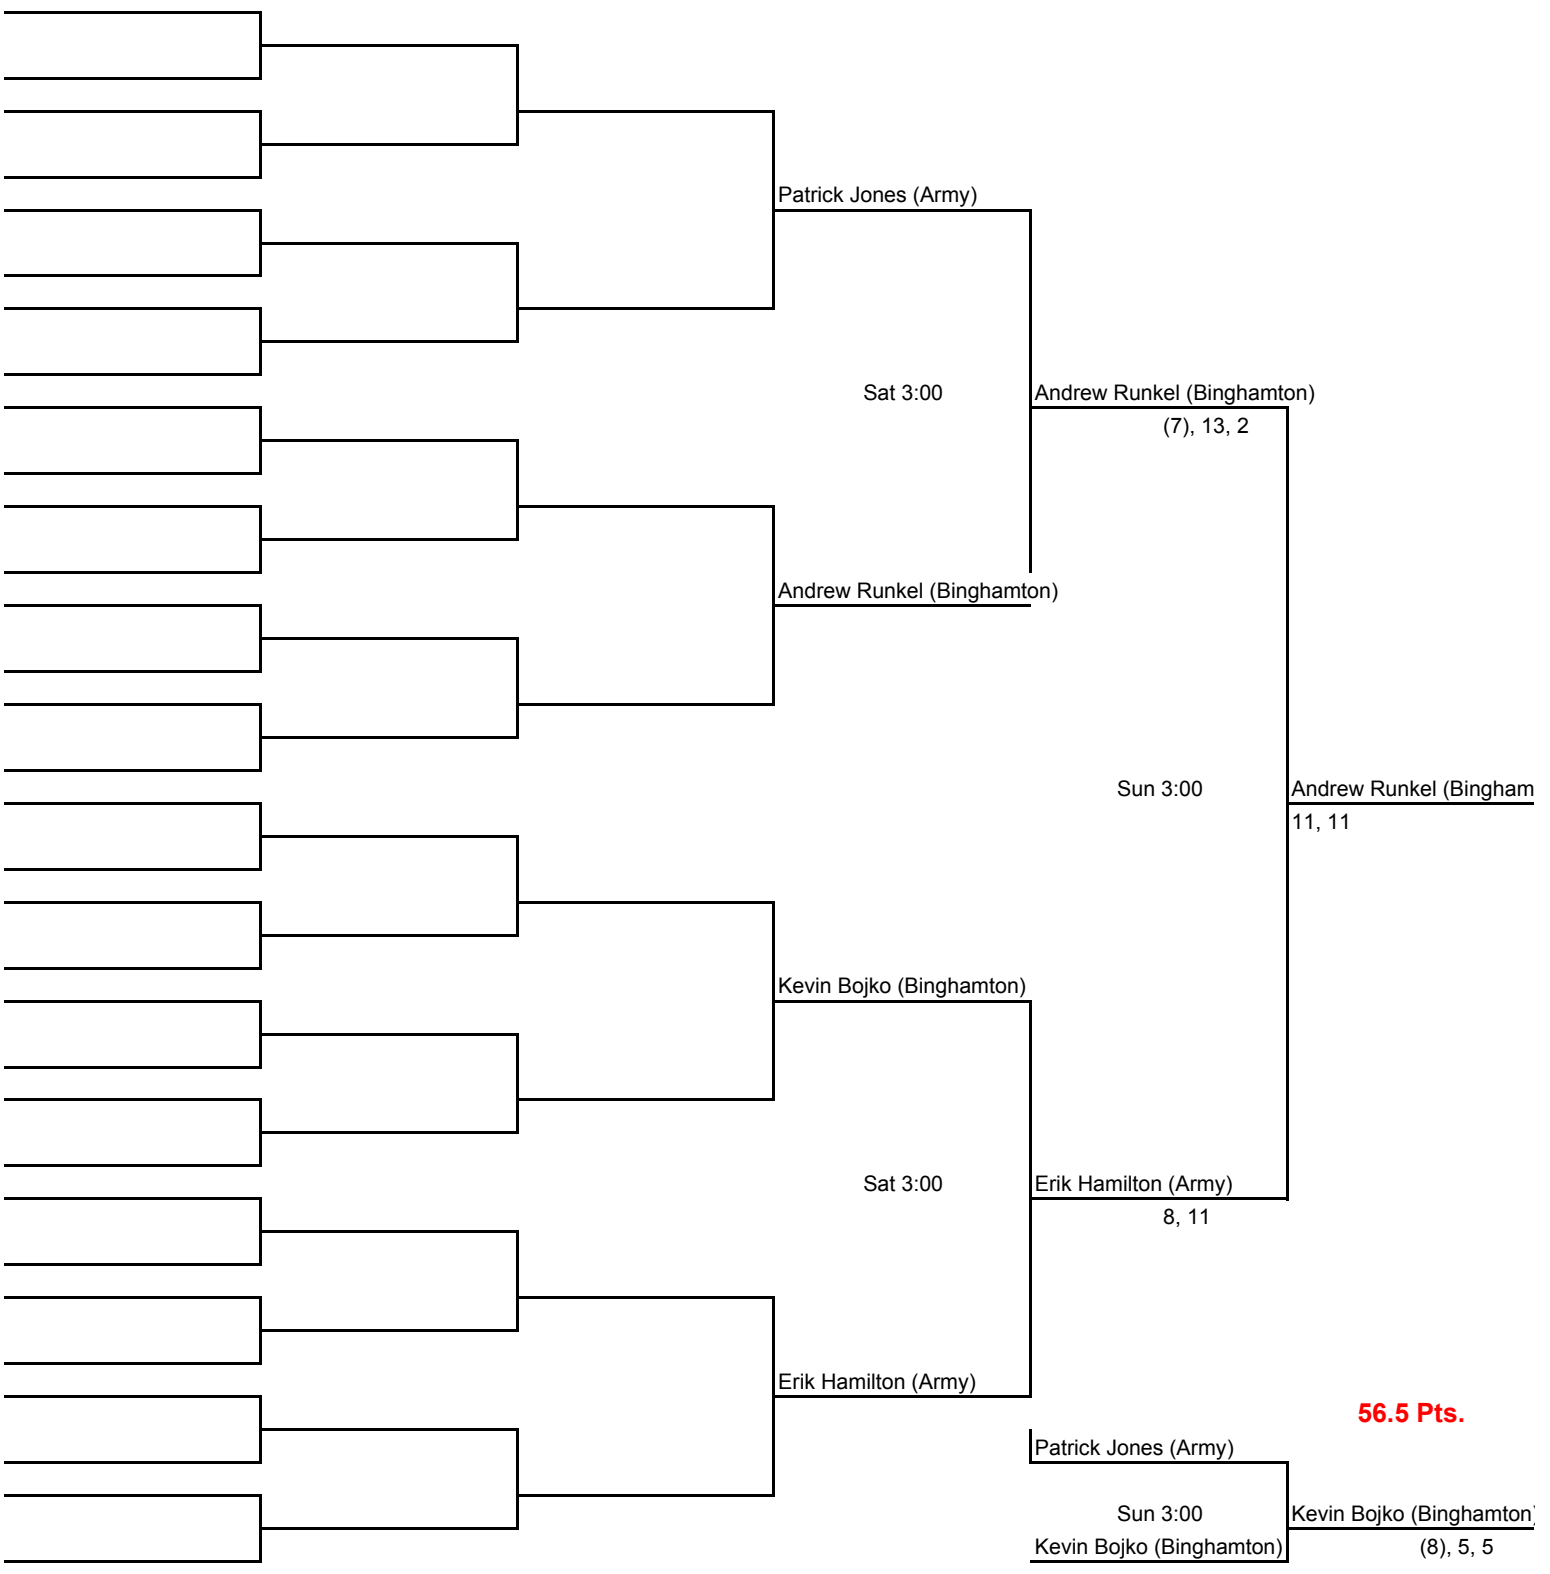 Patrick Jones (Army)
Sat 3:00
Andrew Runkel (Binghamton)
(7), 13, 2
Andrew Runkel (Binghamton)
Sun 3:00
Andrew Runkel (Bingham
11, 11
Kevin Bojko (Binghamton)
Sat 3:00
Erik Hamilton (Army)
8, 11
Erik Hamilton (Army)
56.5 Pts.
Patrick Jones (Army)
Sun 3:00
Kevin Bojko (Binghamton)
Kevin Bojko (Binghamton)
(8), 5, 5